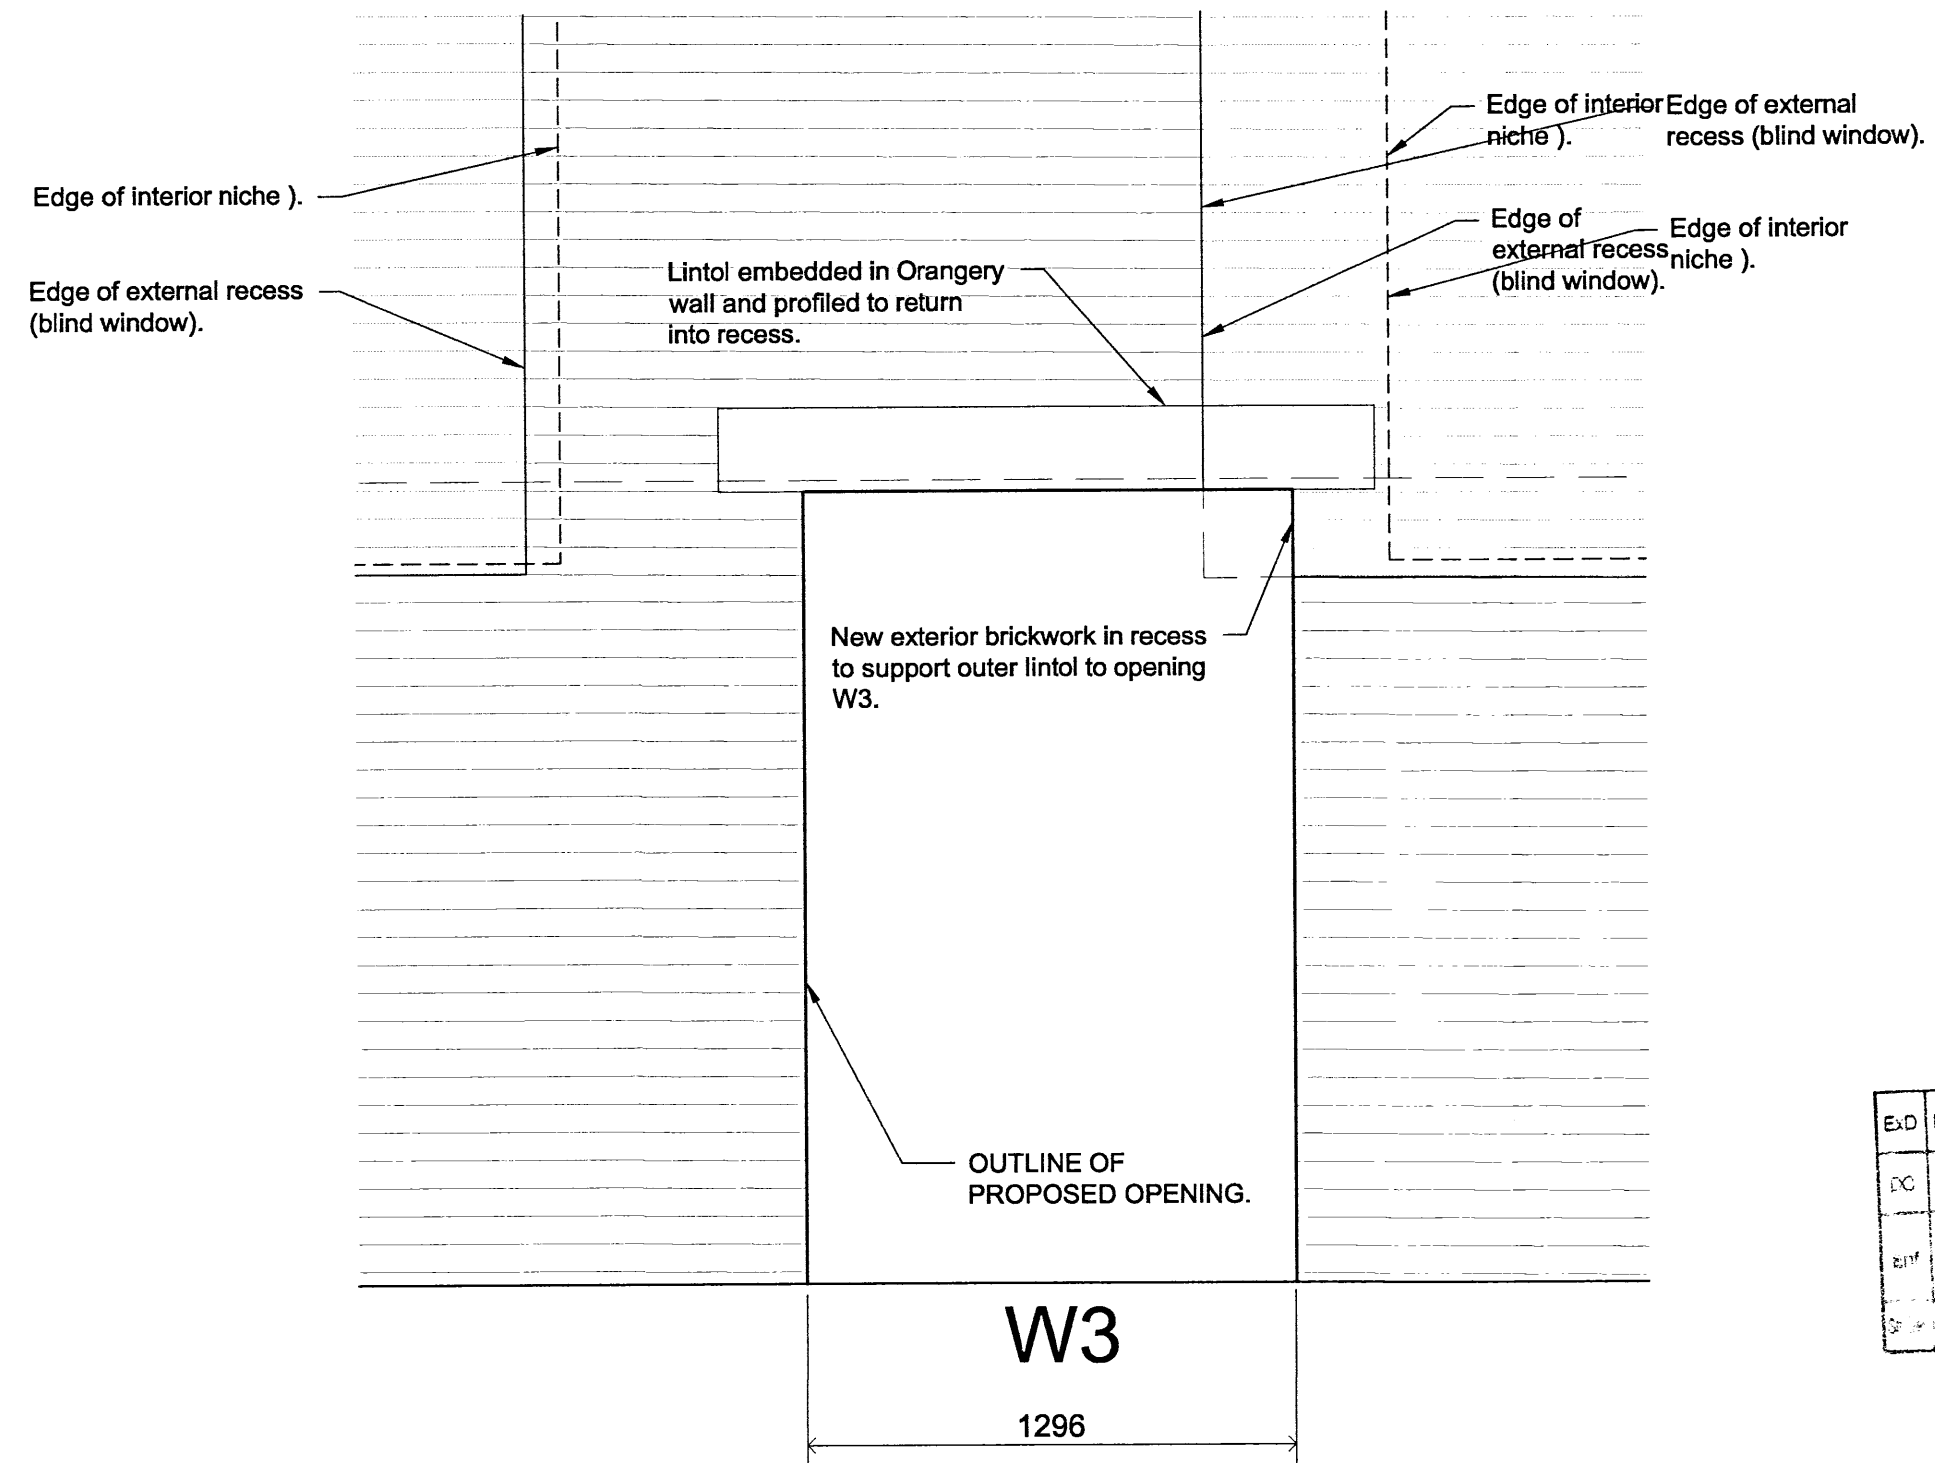 Edge of interior niche ).
Edge of external recess
(blind window).
Lintol embedded in Orangery
wall and profiled to return
into recess.
Edge of interior
niche ).
Edge of external
recess (blind window).
Edge of
external recess
(blind window).
Edge of interior
niche ).
New exterior brickwork in recess
to support outer lintol to opening
W3.
OUTLINE OF
PROPOSED OPENING.
W3
1296
ExD
DC